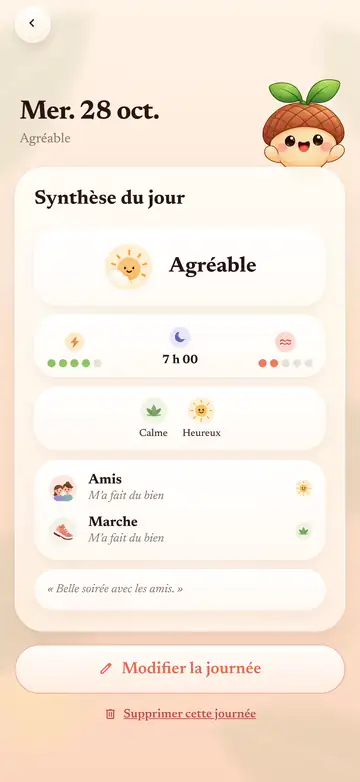 Mer. 28 oct.
Agréable
Synthèse du jour
Agréable
7 h 00
Calme
Heureux
Amis
M'a fait du bien
Marche
M'a fait du bien
« Belle soirée avec les amis. »
Modifier la journée
Supprimer cette journée